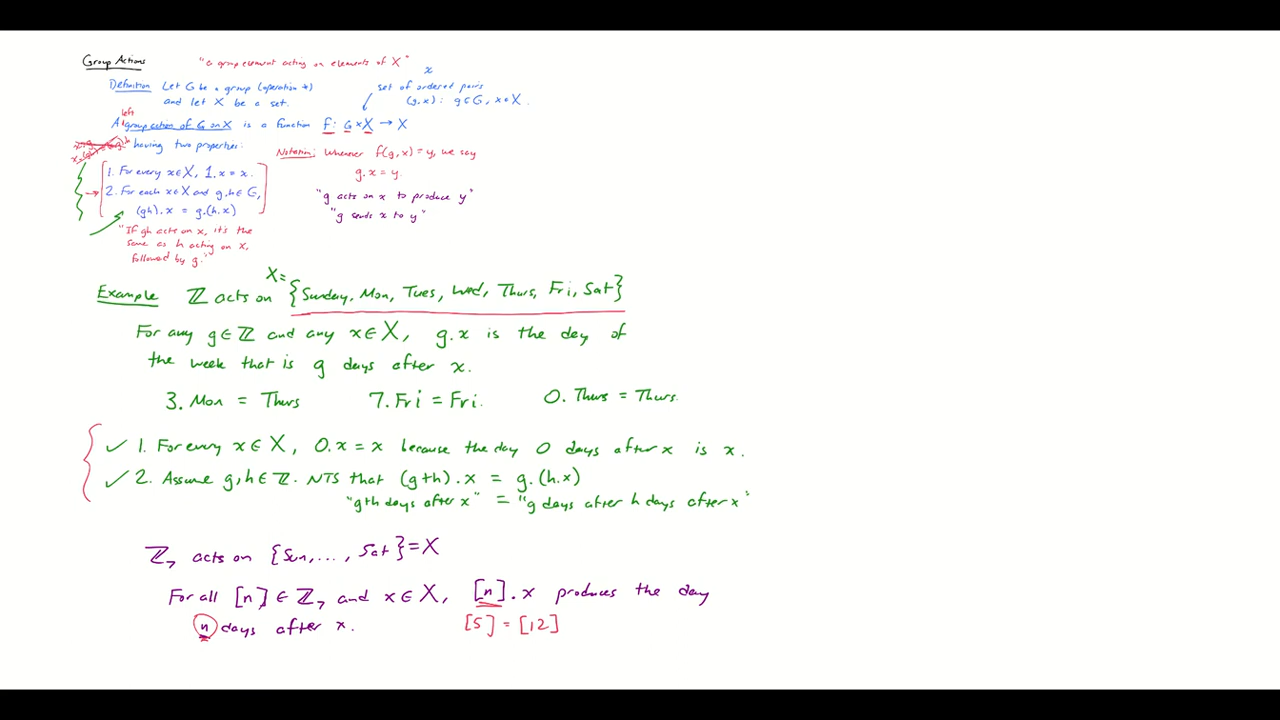 Group Actions
"a group element acting on elements of X"
x
Definition Let G be a group (operation *)
and let X be a set.
set of ordered pairs
(g,x): g∈G, x∈X.
left
A group action of G on X is a function f: G×X → X
having two properties:
1. For every x∈X, 1.x = x.
2. For each x∈X and g,h∈G,
(gh).x = g.(h.x)
"If gh acts on x, it's the
same as h acting on x,
followed by g."
Notation: Whenever f(g,x)=y, we say
g.x = y.
"g acts on x to produce y"
"g sends x to y"
X=
Example ℤ acts on {Sunday, Mon, Tues, Wed, Thurs, Fri, Sat}
For any g∈ℤ and any x∈X, g.x is the day of
the week that is g days after x.
3. Mon = Thurs 7. Fri = Fri. 0. Thurs = Thurs.
✓ 1. For every x∈X, 0.x = x because the day 0 days after x is x.
✓ 2. Assume g,h∈ℤ. NTS that (g+h).x = g.(h.x)
"g+h days after x" = "g days after h days after x"
ℤ₇ acts on {Sun, ..., Sat} = X
For all [n]∈ℤ₇ and x∈X, [n].x produces the day
n days after x. [5] = [12]